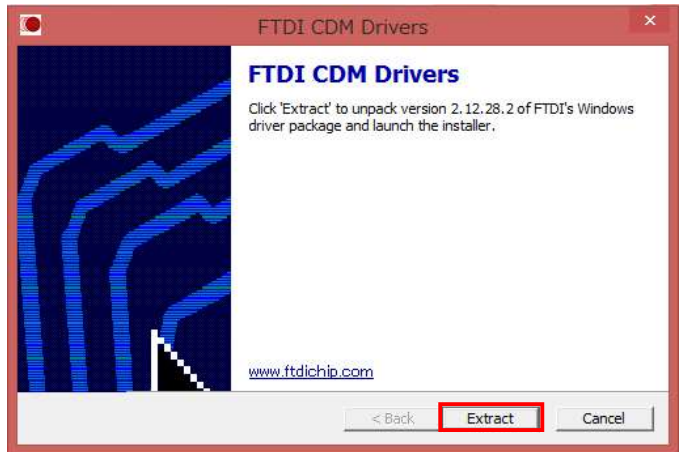 FTDI CDM Drivers
FTDI CDM Drivers
Click 'Extract' to unpack version 2.12.28.2 of FTDI's Windows
driver package and launch the installer.
www.ftdichip.com
< Back Extract Cancel